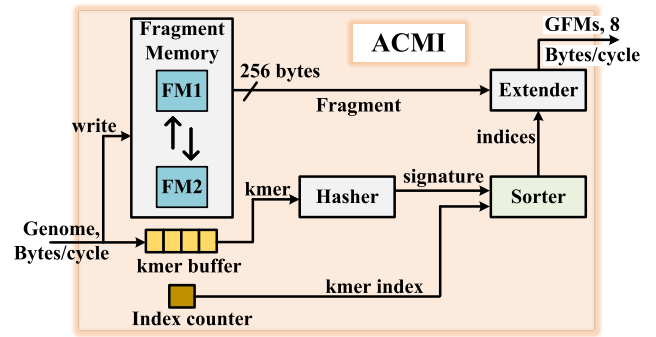 Fragment
Memory
FM1
FM2
ACMI
GFMs, 8
Bytes/cycle
256 bytes
Fragment
Extender
write
indices
kmer
Hasher
signature
Sorter
Genome,
Bytes/cycle
kmer buffer
kmer index
Index counter